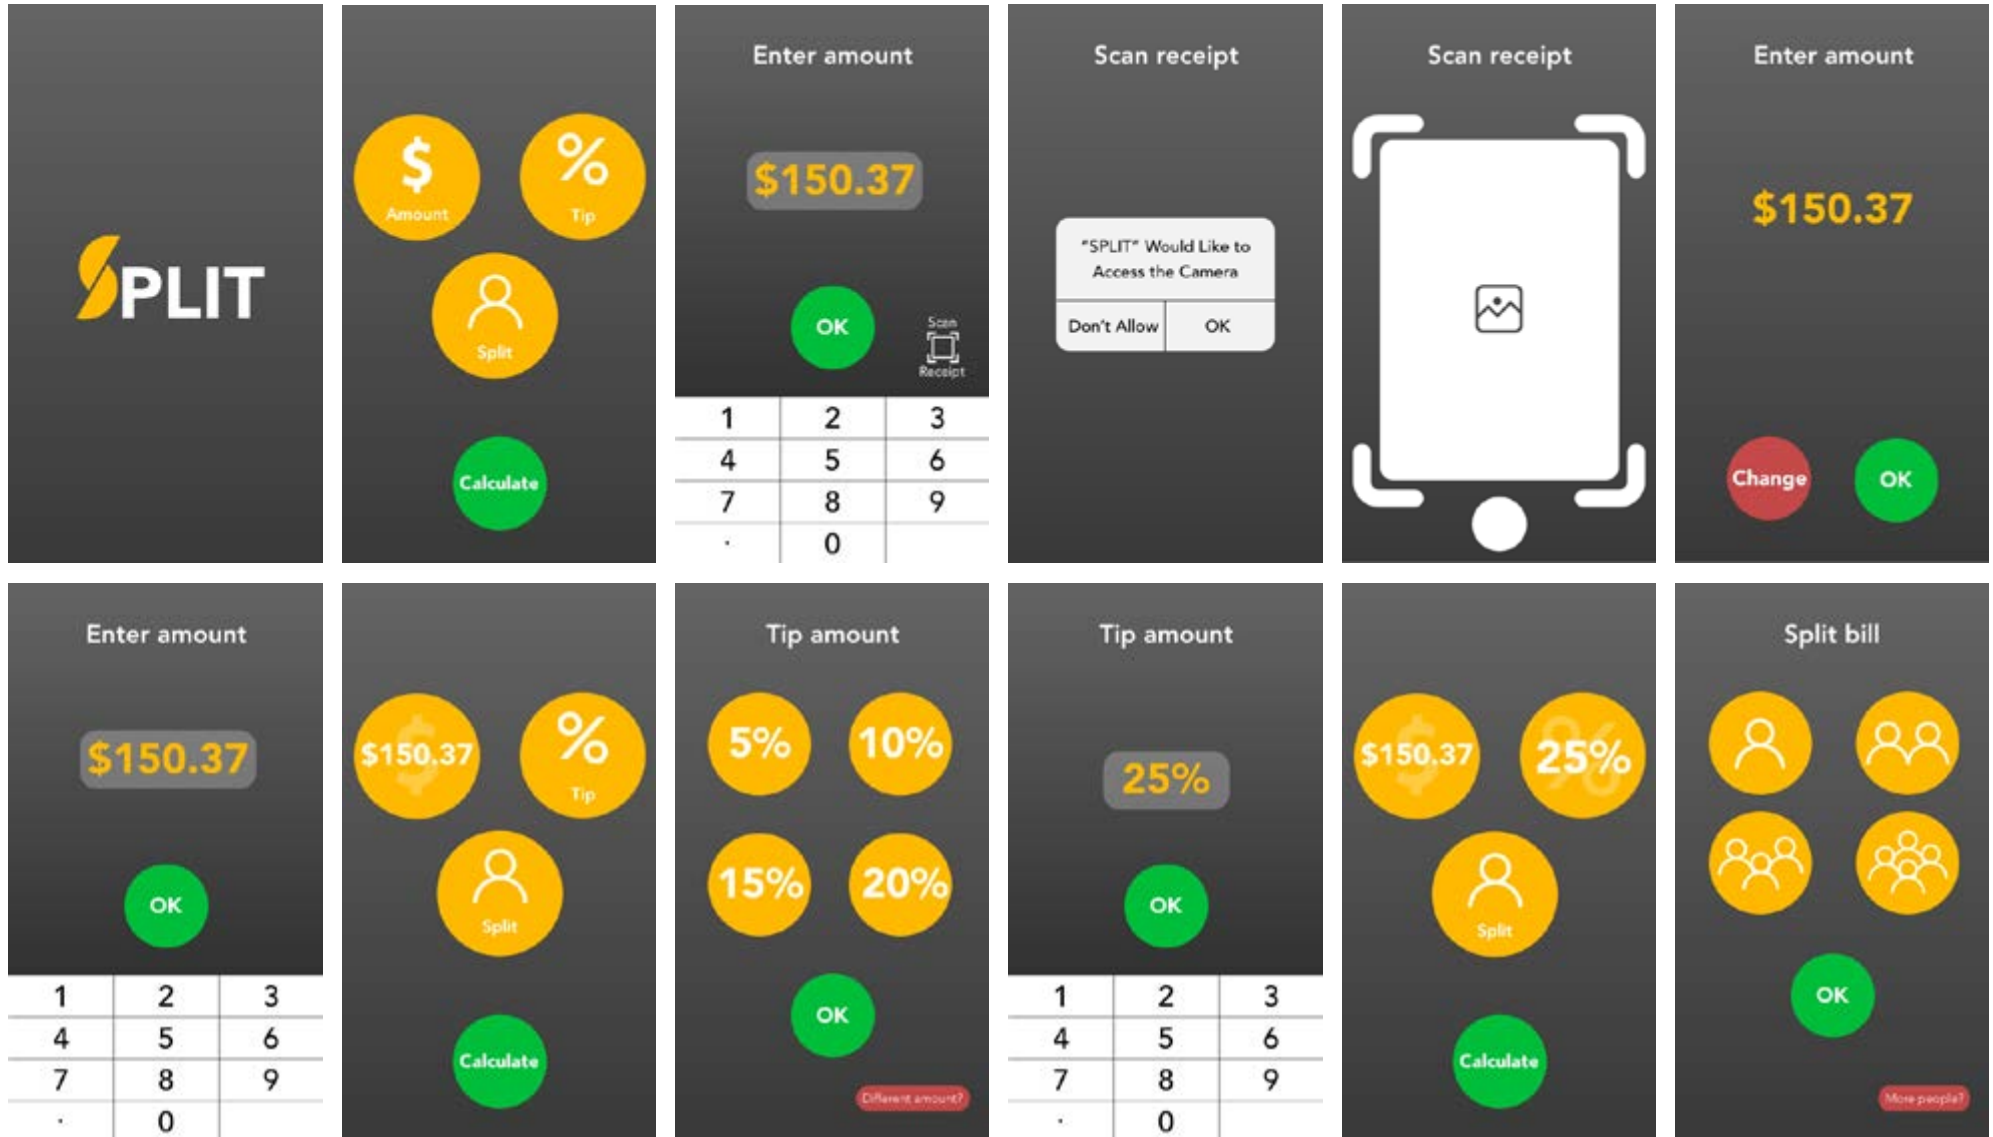 SPLIT
$
Amount
%
Tip
Split
Calculate
Enter amount
$150.37
OK
Scan
Receipt
1 2 3
4 5 6
7 8 9
. 0
Scan receipt
“SPLIT” Would Like to
Access the Camera
Don't Allow OK
Scan receipt
Enter amount
$150.37
Change OK
Enter amount
$150.37
OK
1 2 3
4 5 6
7 8 9
. 0
$150.37
%
Tip
Split
Calculate
Tip amount
5% 10%
15% 20%
OK
Different amount?
Tip amount
25%
OK
1 2 3
4 5 6
7 8 9
. 0
$150.37 25%
Split
Calculate
Split bill
OK
More people?